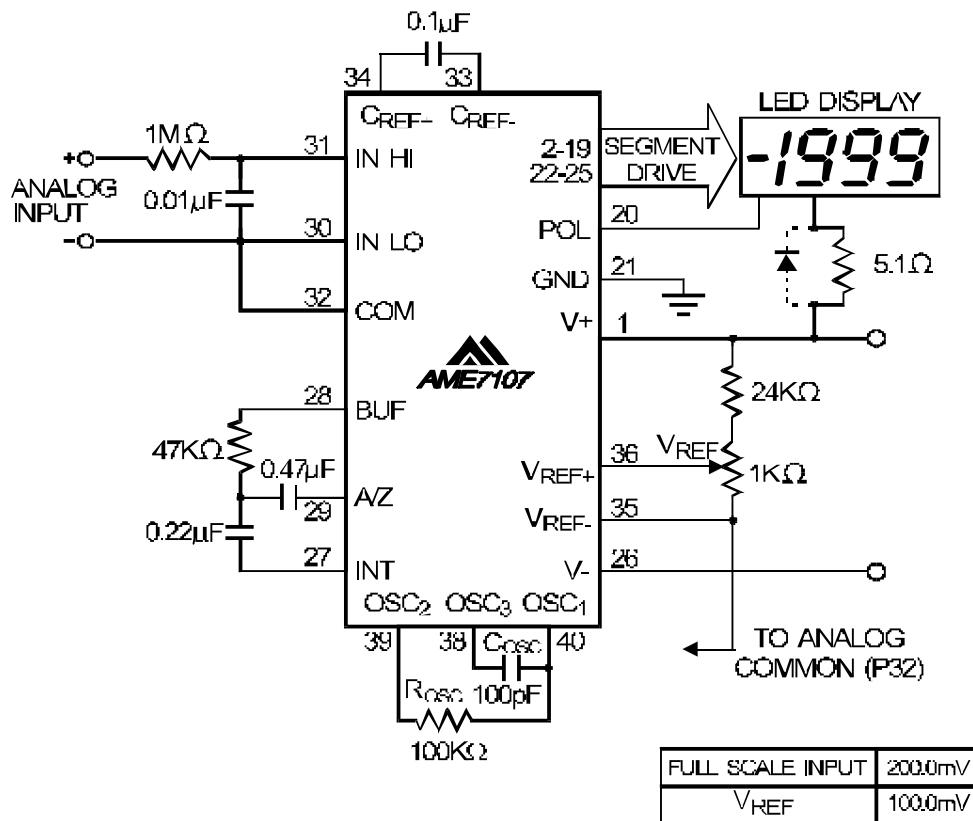 0.1µF
34
33
CREF+
CREF-
LED DISPLAY
-1999
1MΩ
31
IN HI
2-19
22-25
SEGMENT
DRIVE
+
ANALOG
INPUT
-
0.01µF
30
IN LO
POL
20
5.1Ω
GND
21
32
COM
V+
1
AME7107
28
BUF
24KΩ
47KΩ
VREF
0.47µF
36
VREF+
1KΩ
29
A/Z
35
VREF-
0.22µF
27
INT
V-
26
OSC2
OSC3
OSC1
39
38
COSC
40
TO ANALOG
COMMON (P32)
ROSC
100pF
100KΩ
FULL SCALE INPUT 200.0mV
VREF 100.0mV